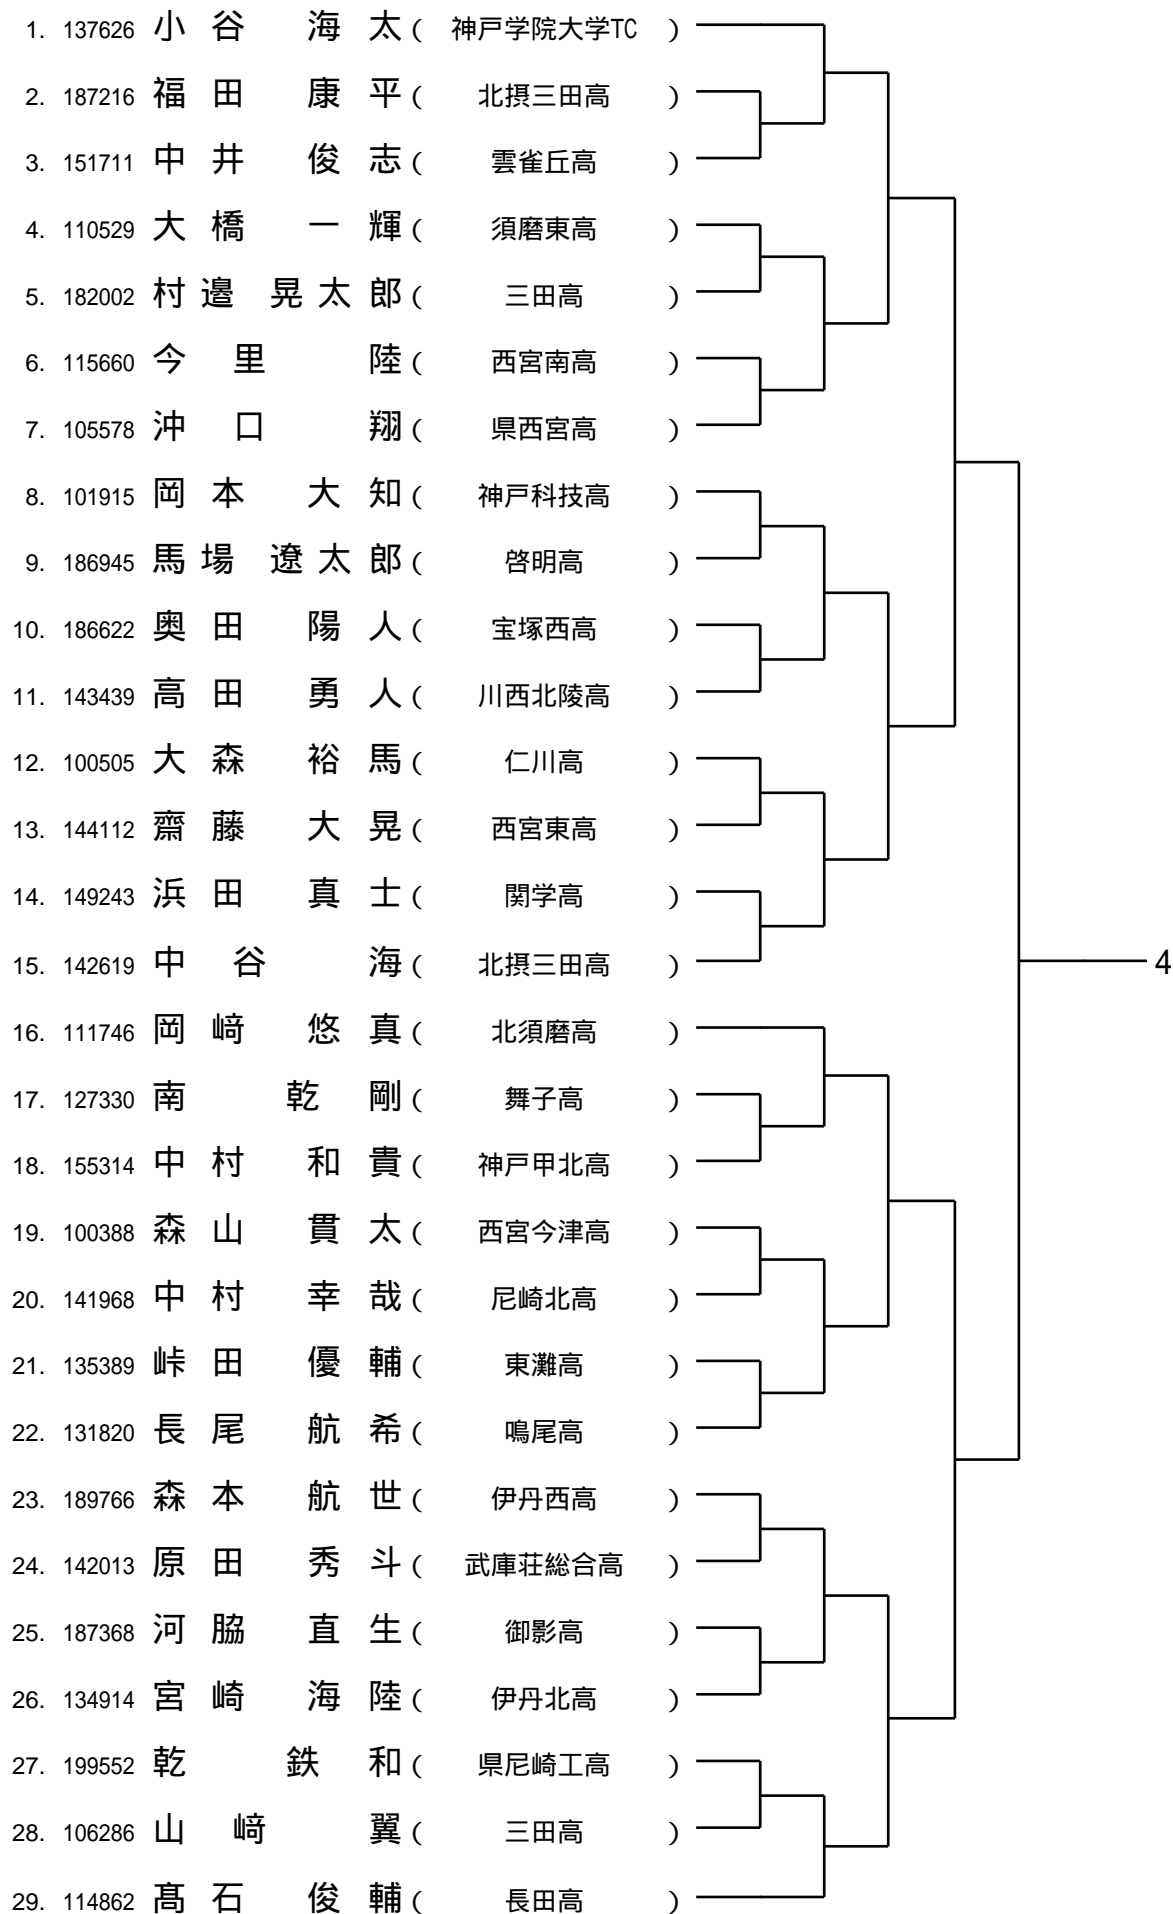 1. 137626 小谷 海太 ( 神戸学院大学TC )
2. 187216 福田 康平 ( 北摂三田高 )
3. 151711 中井 俊志 ( 雲雀丘高 )
4. 110529 大橋 一輝 ( 須磨東高 )
5. 182002 村邉 晃太郎 ( 三田高 )
6. 115660 今里 陸 ( 西宮南高 )
7. 105578 沖口 翔 ( 県西宮高 )
8. 101915 岡本 大知 ( 神戸科技高 )
9. 186945 馬場 遼太郎 ( 啓明高 )
10. 186622 奥田 陽人 ( 宝塚西高 )
11. 143439 高田 勇人 ( 川西北陵高 )
12. 100505 大森 裕馬 ( 仁川高 )
13. 144112 齋藤 大晃 ( 西宮東高 )
14. 149243 浜田 真士 ( 関学高 )
15. 142619 中谷 海 ( 北摂三田高 )
4
16. 111746 岡﨑 悠真 ( 北須磨高 )
17. 127330 南 乾剛 ( 舞子高 )
18. 155314 中村 和貴 ( 神戸甲北高 )
19. 100388 森山 貫太 ( 西宮今津高 )
20. 141968 中村 幸哉 ( 尼崎北高 )
21. 135389 峠田 優輔 ( 東灘高 )
22. 131820 長尾 航希 ( 鳴尾高 )
23. 189766 森本 航世 ( 伊丹西高 )
24. 142013 原田 秀斗 ( 武庫荘総合高 )
25. 187368 河脇 直生 ( 御影高 )
26. 134914 宮崎 海陸 ( 伊丹北高 )
27. 199552 乾 鉄和 ( 県尼崎工高 )
28. 106286 山﨑 翼 ( 三田高 )
29. 114862 髙石 俊輔 ( 長田高 )